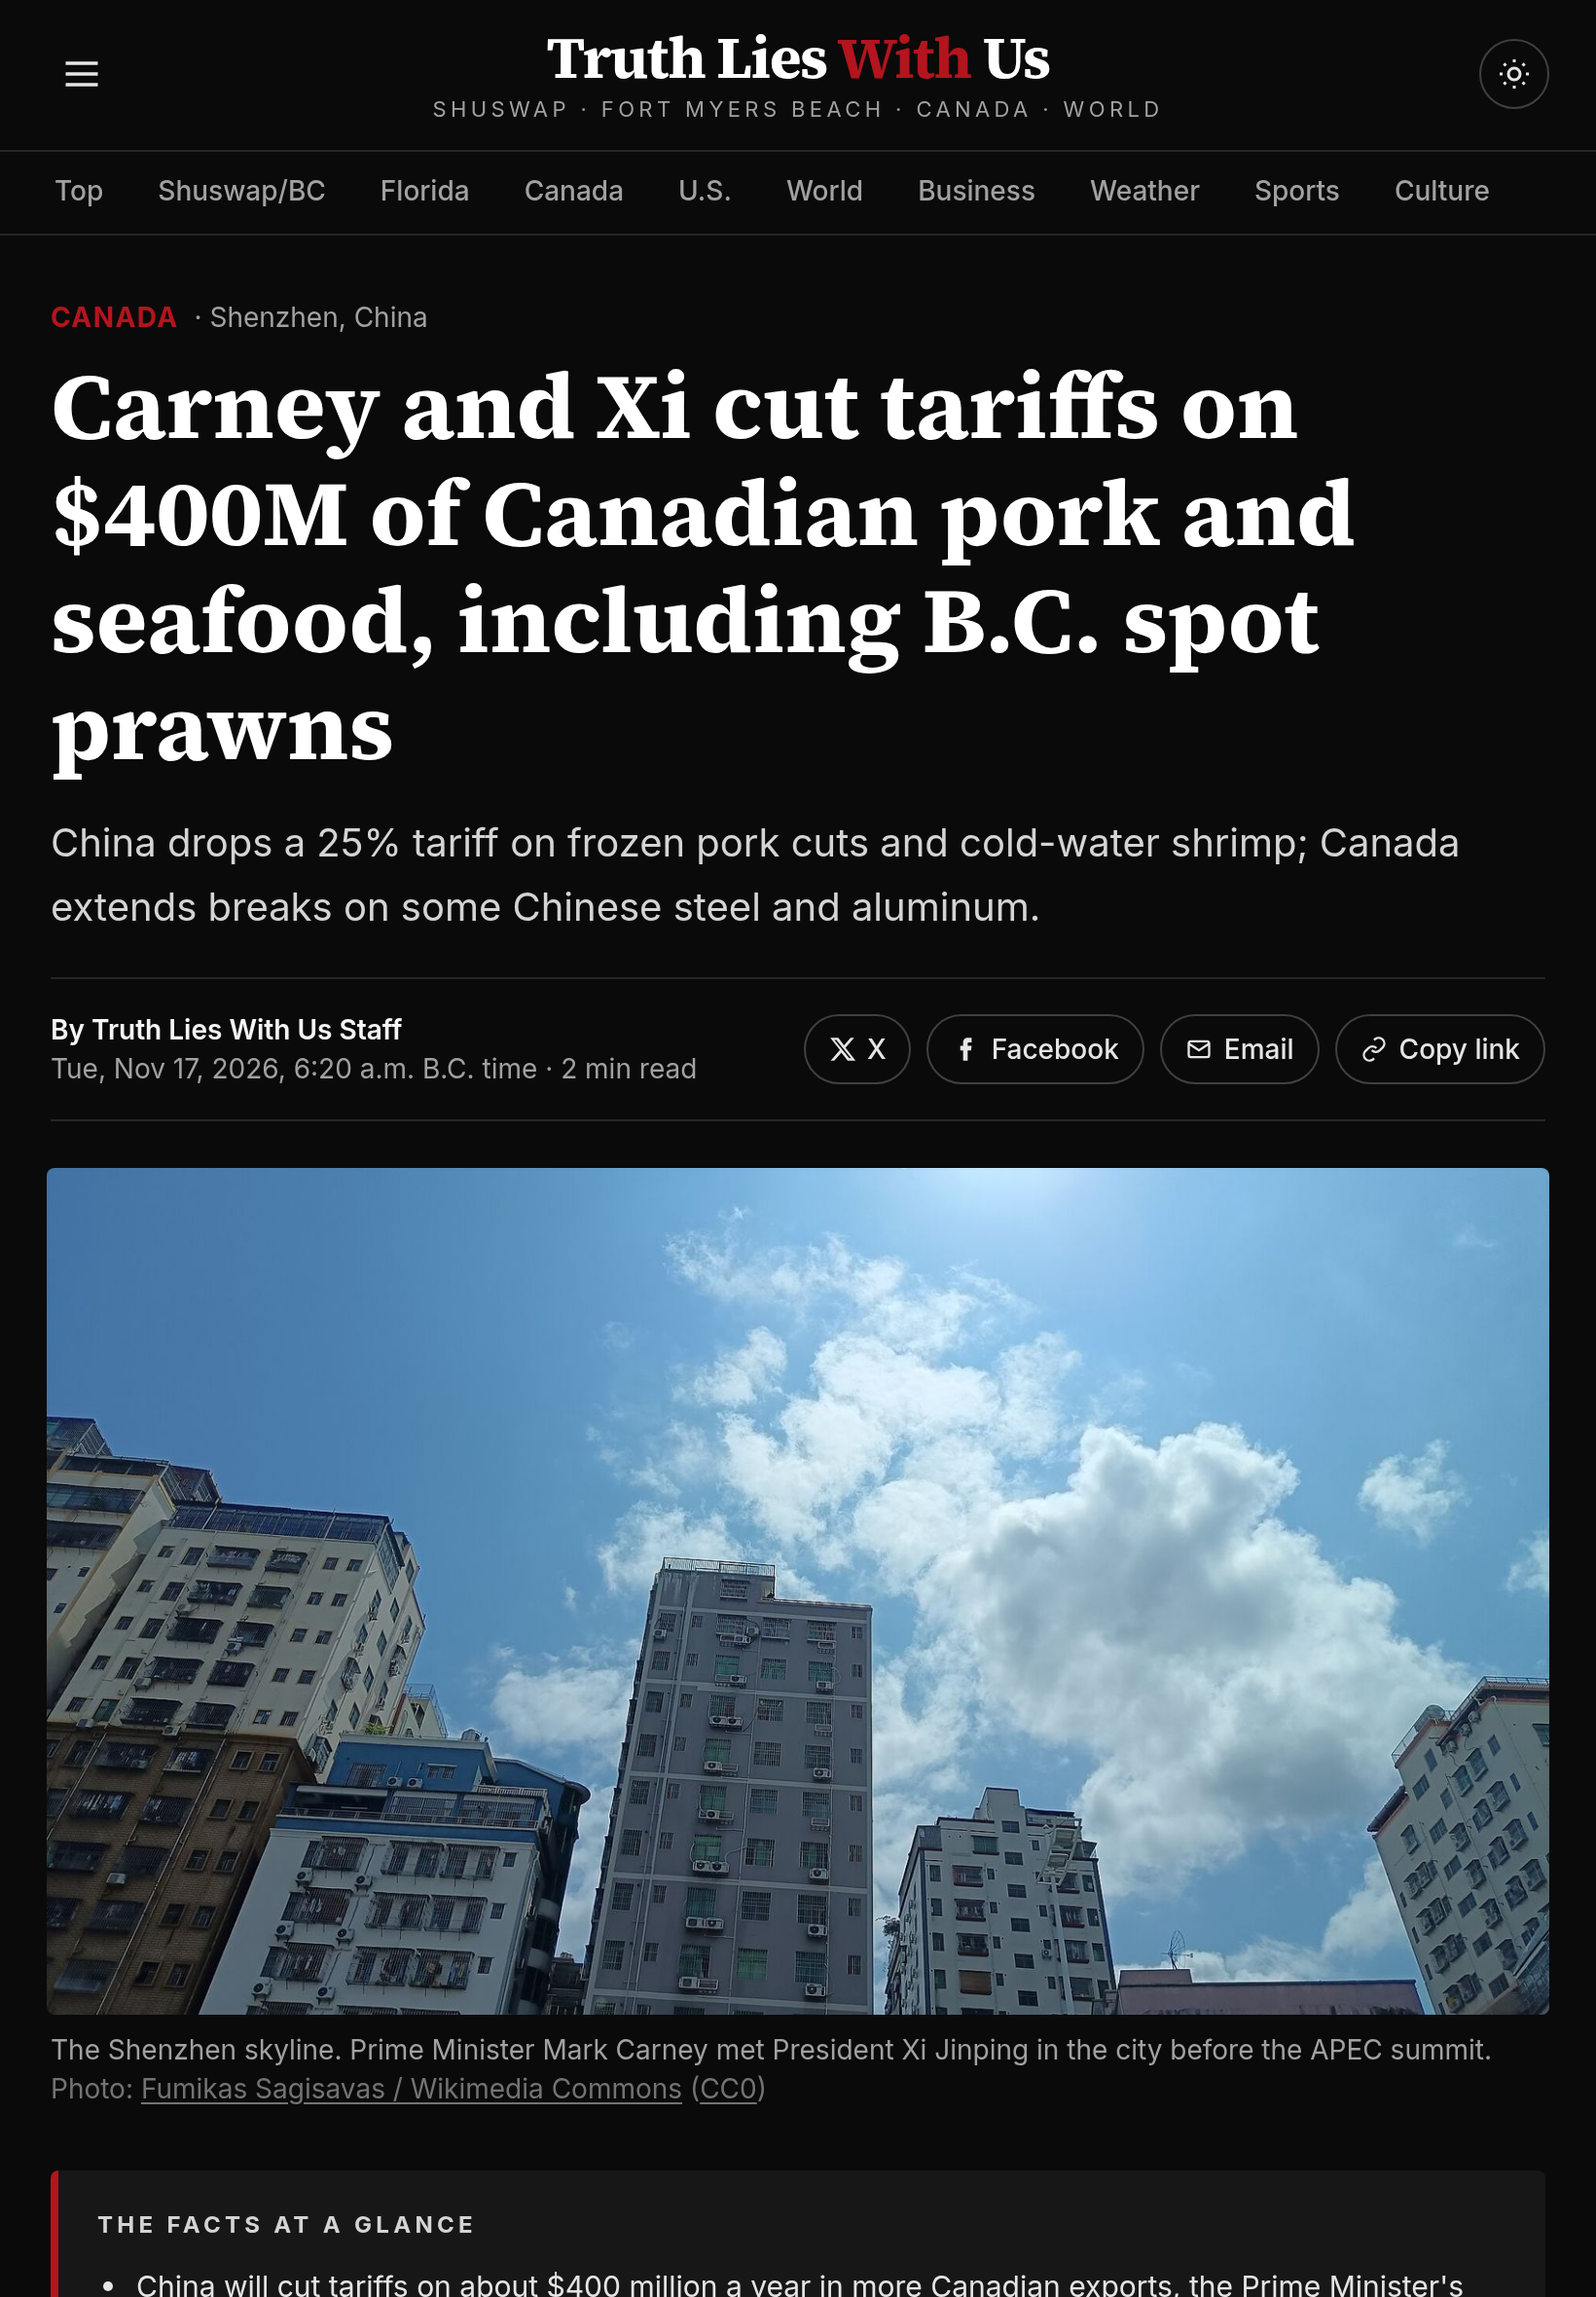 Truth Lies With Us
SHUSWAP · FORT MYERS BEACH · CANADA · WORLD
Top Shuswap/BC Florida Canada U.S. World Business Weather Sports Culture
CANADA · Shenzhen, China
Carney and Xi cut tariffs on
$400M of Canadian pork and
seafood, including B.C. spot
prawns
China drops a 25% tariff on frozen pork cuts and cold-water shrimp; Canada
extends breaks on some Chinese steel and aluminum.
By Truth Lies With Us Staff
Tue, Nov 17, 2026, 6:20 a.m. B.C. time · 2 min read
X Facebook Email Copy link
The Shenzhen skyline. Prime Minister Mark Carney met President Xi Jinping in the city before the APEC summit.
Photo: Fumikas Sagisavas / Wikimedia Commons (CC0)
THE FACTS AT A GLANCE
• China will cut tariffs on about $400 million a year in more Canadian exports, the Prime Minister's